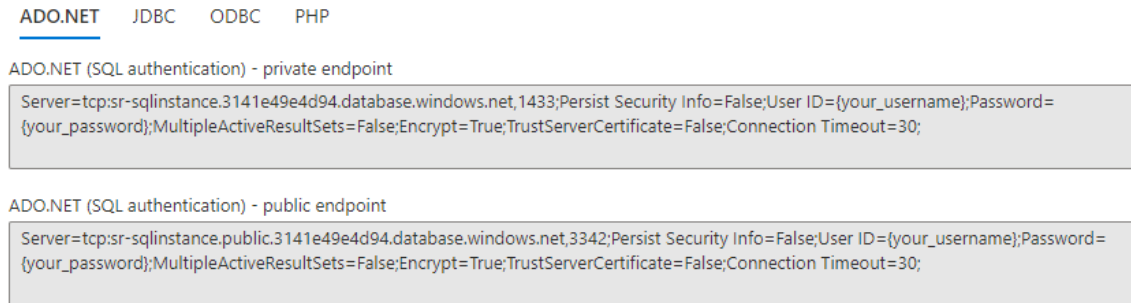 ADO.NET JDBC ODBC PHP
ADO.NET (SQL authentication) - private endpoint
Server=tcp:sr-sqlinstance.3141e49e4d94.database.windows.net,1433;Persist Security Info=False;User ID={your_username};Password=
{your_password};MultipleActiveResultSets=False;Encrypt=True;TrustServerCertificate=False;Connection Timeout=30;
ADO.NET (SQL authentication) - public endpoint
Server=tcp:sr-sqlinstance.public.3141e49e4d94.database.windows.net,3342;Persist Security Info=False;User ID={your_username};Password=
{your_password};MultipleActiveResultSets=False;Encrypt=True;TrustServerCertificate=False;Connection Timeout=30;